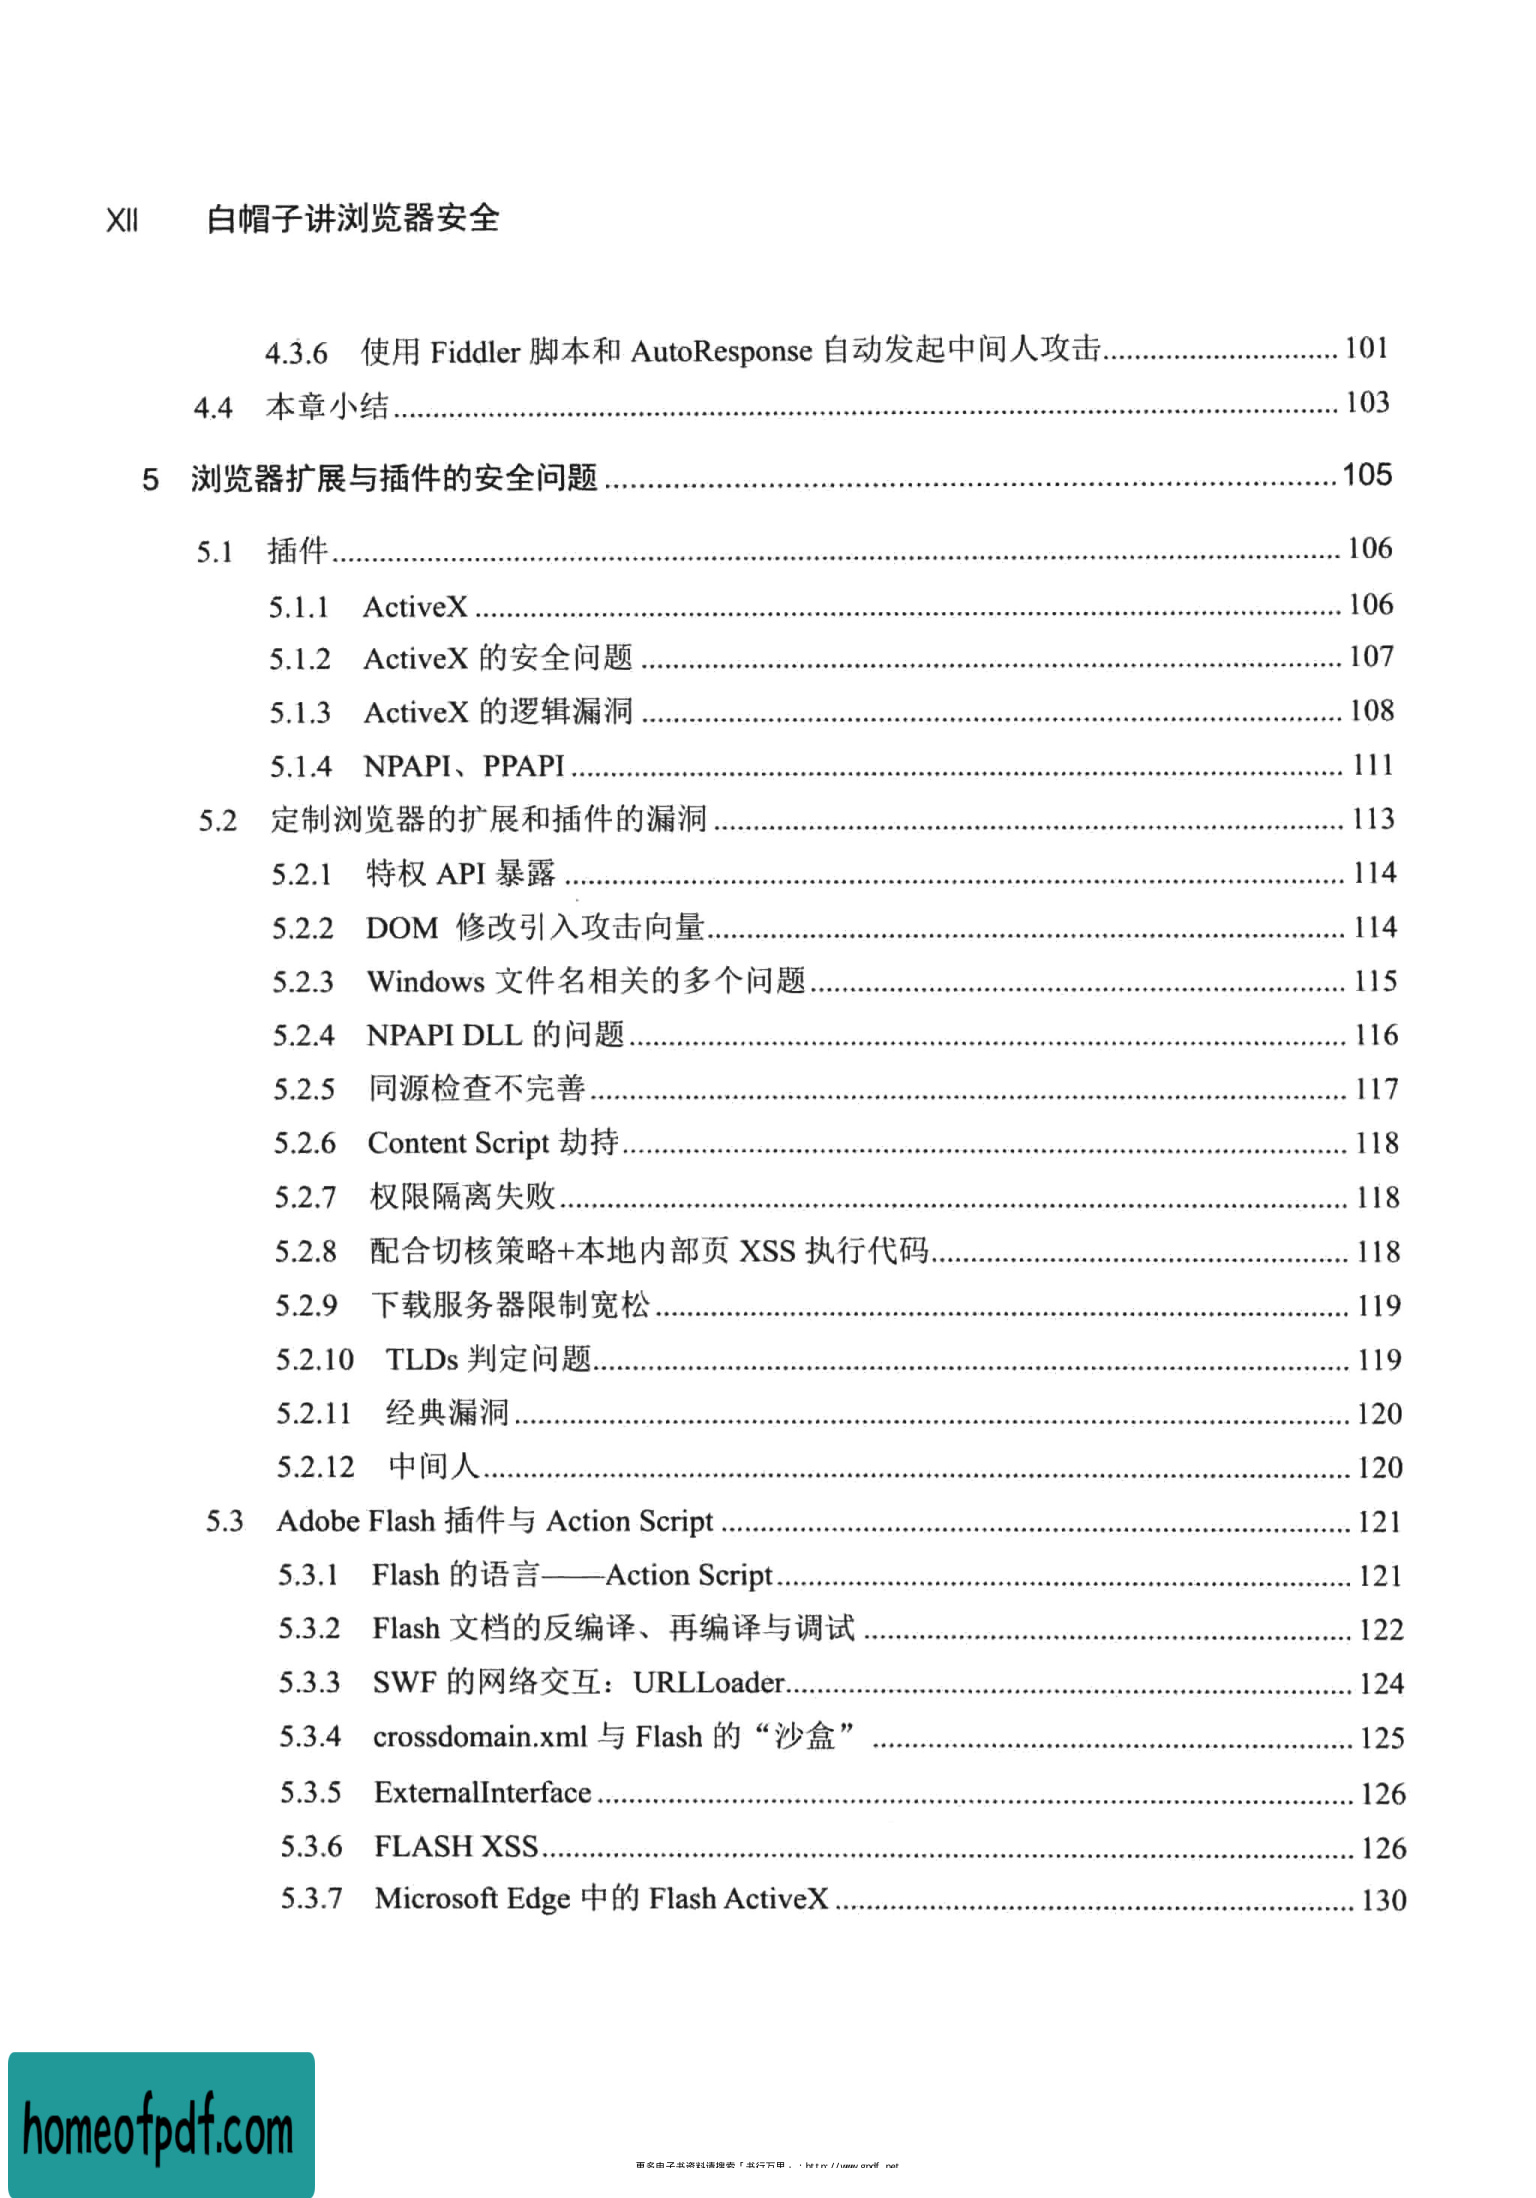 XII 白帽子讲浏览器安全
4.3.6 使用 Fiddler 脚本和 AutoResponse 自动发起中间人攻击 101
4.4 本章小结 103
5 浏览器扩展与插件的安全问题 105
5.1 插件 106
5.1.1 ActiveX 106
5.1.2 ActiveX 的安全问题 107
5.1.3 ActiveX 的逻辑漏洞 108
5.1.4 NPAPI、PPAPI 111
5.2 定制浏览器的扩展和插件的漏洞 113
5.2.1 特权 API 暴露 114
5.2.2 DOM 修改引入攻击向量 114
5.2.3 Windows 文件名相关的多个问题 115
5.2.4 NPAPI DLL 的问题 116
5.2.5 同源检查不完善 117
5.2.6 Content Script 劫持 118
5.2.7 权限隔离失败 118
5.2.8 配合切核策略+本地内部页 XSS 执行代码 118
5.2.9 下载服务器限制宽松 119
5.2.10 TLDs 判定问题 119
5.2.11 经典漏洞 120
5.2.12 中间人 120
5.3 Adobe Flash 插件与 Action Script 121
5.3.1 Flash 的语言——Action Script 121
5.3.2 Flash 文档的反编译、再编译与调试 122
5.3.3 SWF 的网络交互：URLLoader 124
5.3.4 crossdomain.xml 与 Flash 的“沙盒” 125
5.3.5 ExternalInterface 126
5.3.6 FLASH XSS 126
5.3.7 Microsoft Edge 中的 Flash ActiveX 130
homeofpdf.com